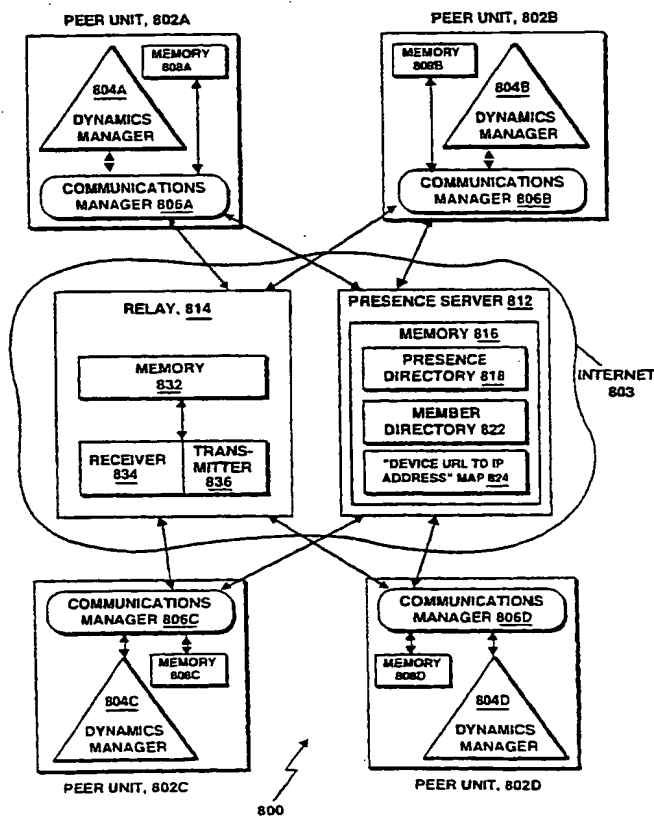 PEER UNIT, 802A
MEMORY
808A
804A
DYNAMICS
MANAGER
COMMUNICATIONS
MANAGER 806A
PEER UNIT, 802B
MEMORY
808B
804B
DYNAMICS
MANAGER
COMMUNICATIONS
MANAGER 806B
RELAY, 814
MEMORY
832
RECEIVER
834
TRANS-
MITTER
836
PRESENCE SERVER 812
MEMORY 816
PRESENCE
DIRECTORY 818
MEMBER
DIRECTORY 822
"DEVICE URL TO IP
ADDRESS" MAP 824
INTERNET
803
COMMUNICATIONS
MANAGER 806C
MEMORY
808C
804C
DYNAMICS
MANAGER
PEER UNIT, 802C
COMMUNICATIONS
MANAGER 806D
MEMORY
808D
804D
DYNAMICS
MANAGER
PEER UNIT, 802D
800